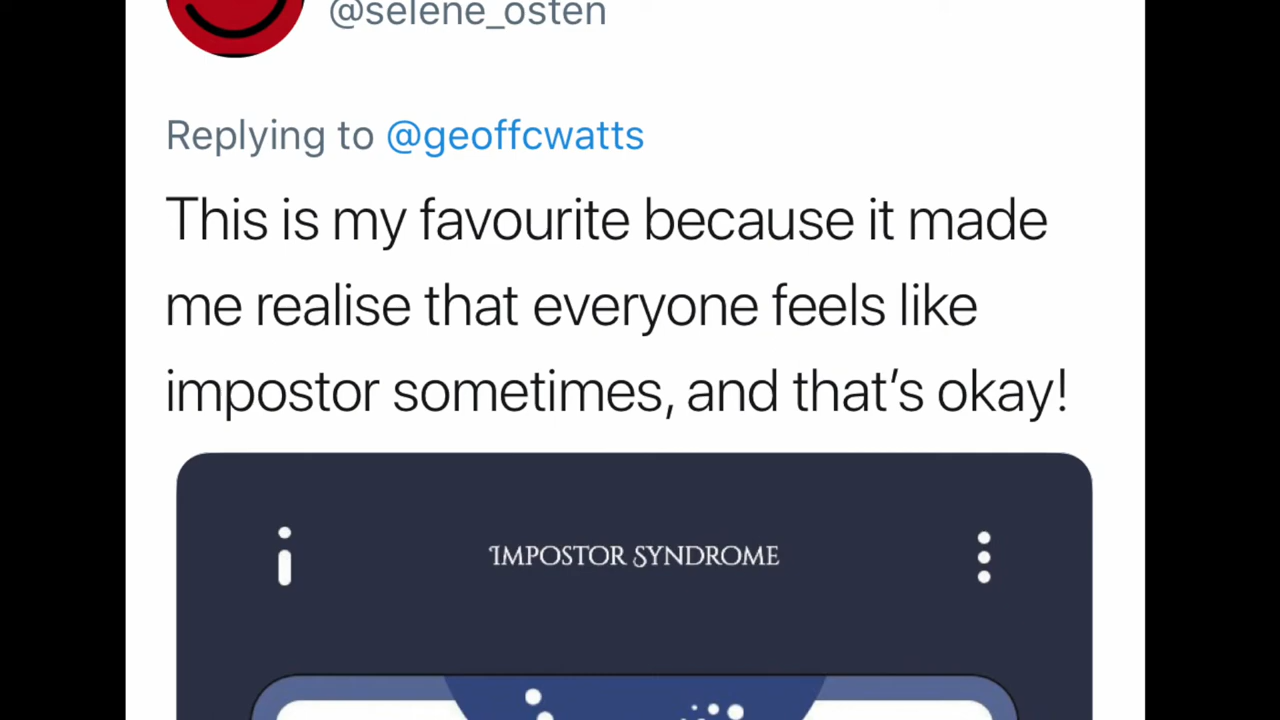 @selene_osten
Replying to @geoffcwatts
This is my favourite because it made
me realise that everyone feels like
impostor sometimes, and that’s okay!
Impostor Syndrome